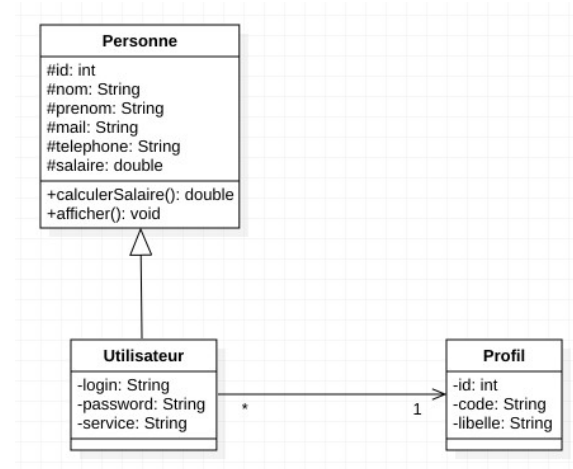 Personne
#id: int
#nom: String
#prenom: String
#mail: String
#telephone: String
#salaire: double
+calculerSalaire(): double
+afficher(): void
Utilisateur
-login: String
-password: String
-service: String
* 1
Profil
-id: int
-code: String
-libelle: String